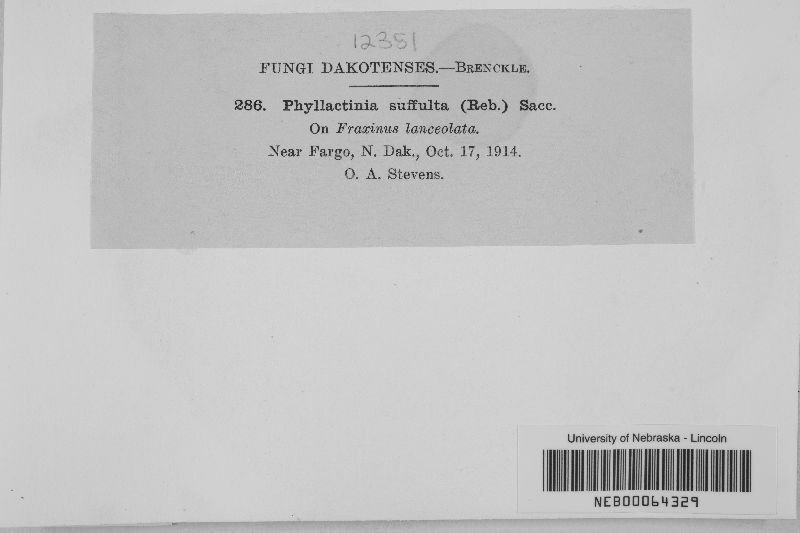 12351
FUNGI DAKOTENSES.—BRENCKLE.
286. Phyllactinia suffulta (Reb.) Sacc.
On Fraxinus lanceolata.
Near Fargo, N. Dak., Oct. 17, 1914.
O. A. Stevens.
University of Nebraska - Lincoln
NEB00064329